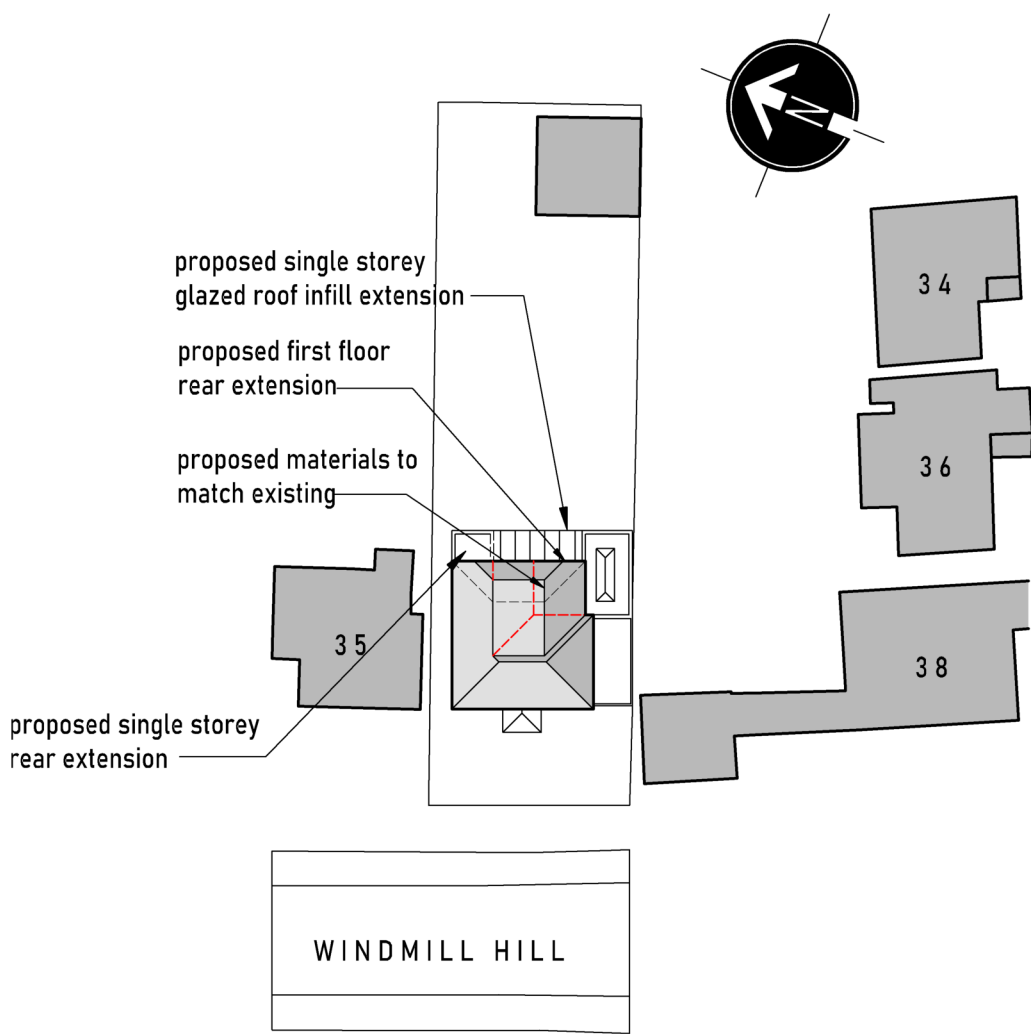 N
proposed single storey
glazed roof infill extension
34
proposed first floor
rear extension
proposed materials to
match existing
36
35
38
proposed single storey
rear extension
WINDMILL HILL